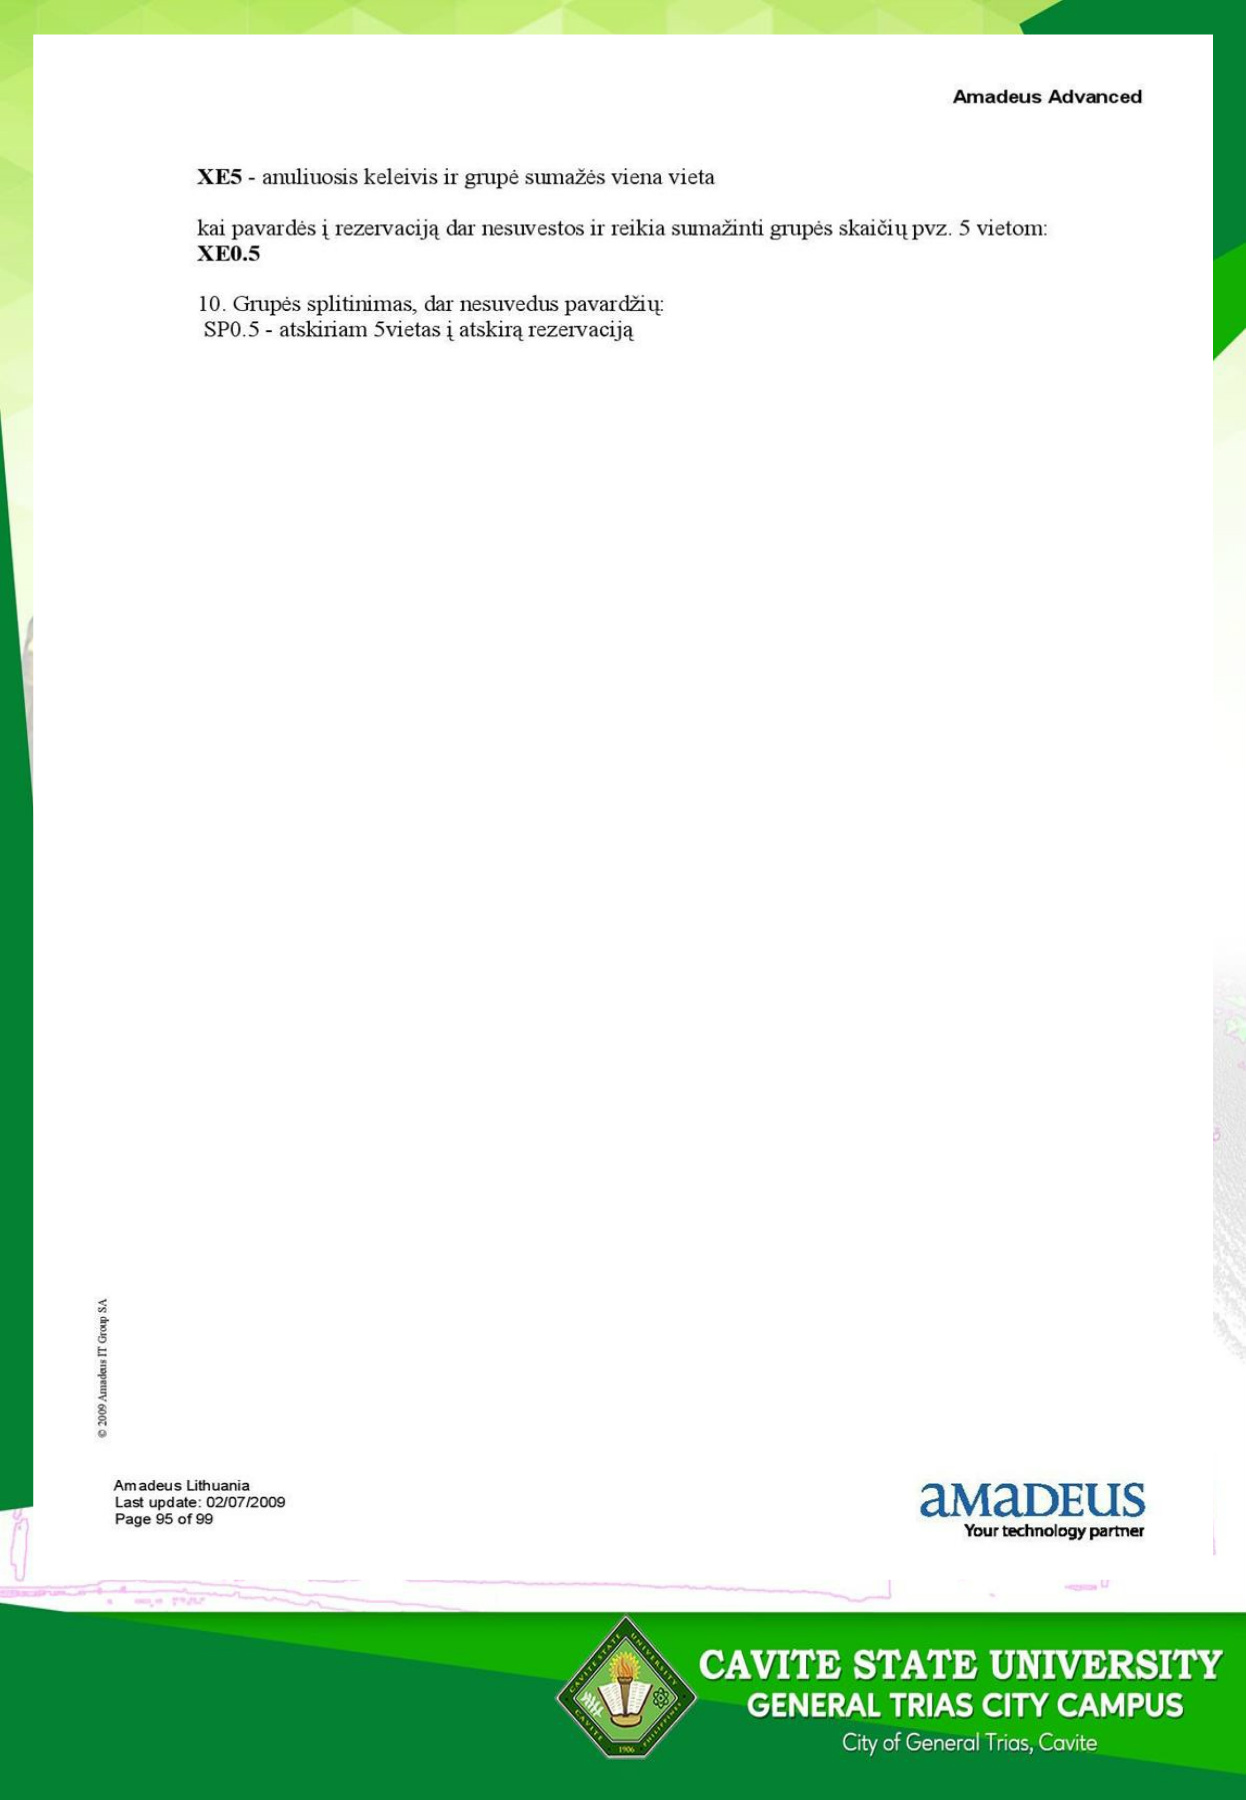 Amadeus Advanced
XE5 - anuliuosis keleivis ir grupė sumažės viena vieta
kai pavardės į rezervaciją dar nesuvestos ir reikia sumažinti grupės skaičių pvz. 5 vietom:
XE0.5
10. Grupės splitinimas, dar nesuvedus pavardžių:
SP0.5 - atskiriam 5vietas į atskirą rezervaciją
© 2009 Amadeus IT Group SA
Amadeus Lithuania
Last update: 02/07/2009
Page 95 of 99
aMaDEUS
Your technology partner
CAVITE STATE UNIVERSITY
CAVITE PHILIPPINES
1906
CAVITE STATE UNIVERSITY
GENERAL TRIAS CITY CAMPUS
City of General Trias, Cavite